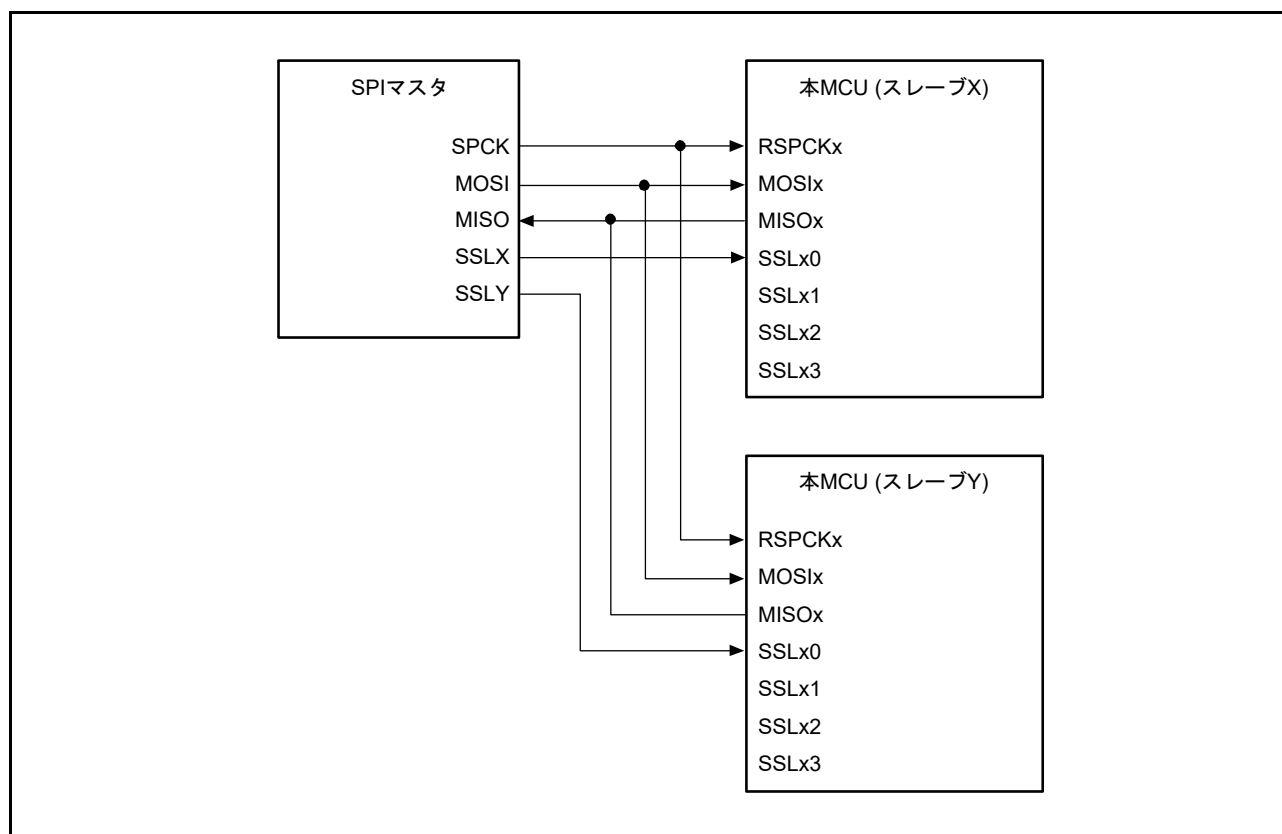 SPIマスタ
SPCK
MOSI
MISO
SSLX
SSLY
本MCU (スレーブX)
RSPCKx
MOSIx
MISOx
SSLx0
SSLx1
SSLx2
SSLx3
本MCU (スレーブY)
RSPCKx
MOSIx
MISOx
SSLx0
SSLx1
SSLx2
SSLx3